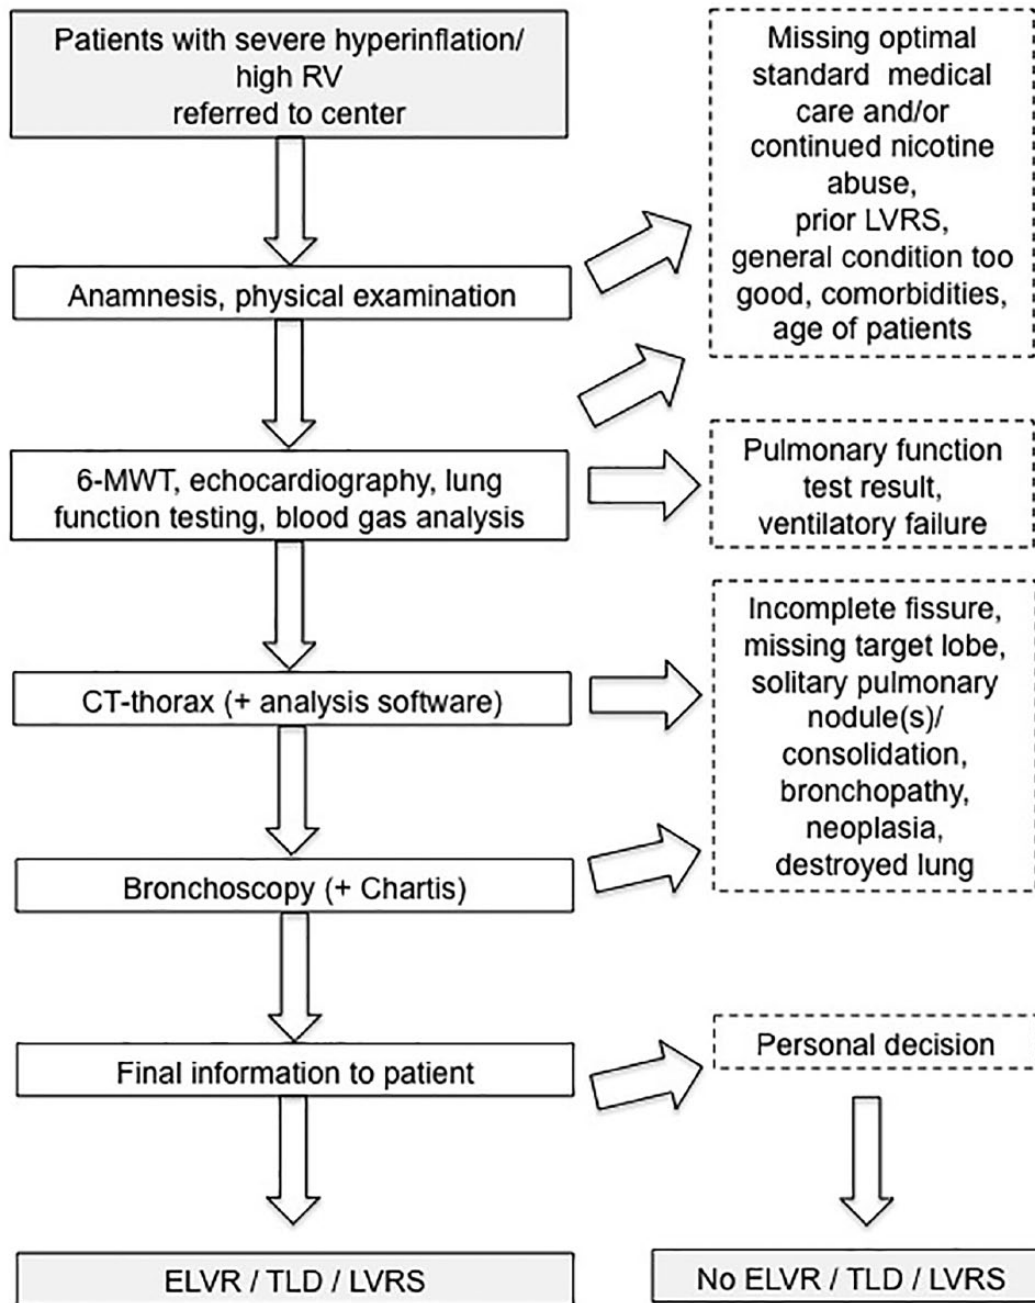 Patients with severe hyperinflation/
high RV
referred to center
Anamnesis, physical examination
6-MWT, echocardiography, lung
function testing, blood gas analysis
CT-thorax (+ analysis software)
Bronchoscopy (+ Chartis)
Final information to patient
ELVR / TLD / LVRS
Missing optimal
standard medical
care and/or
continued nicotine
abuse,
prior LVRS,
general condition too
good, comorbidities,
age of patients
Pulmonary function
test result,
ventilatory failure
Incomplete fissure,
missing target lobe,
solitary pulmonary
nodule(s)/
consolidation,
bronchopathy,
neoplasia,
destroyed lung
Personal decision
No ELVR / TLD / LVRS